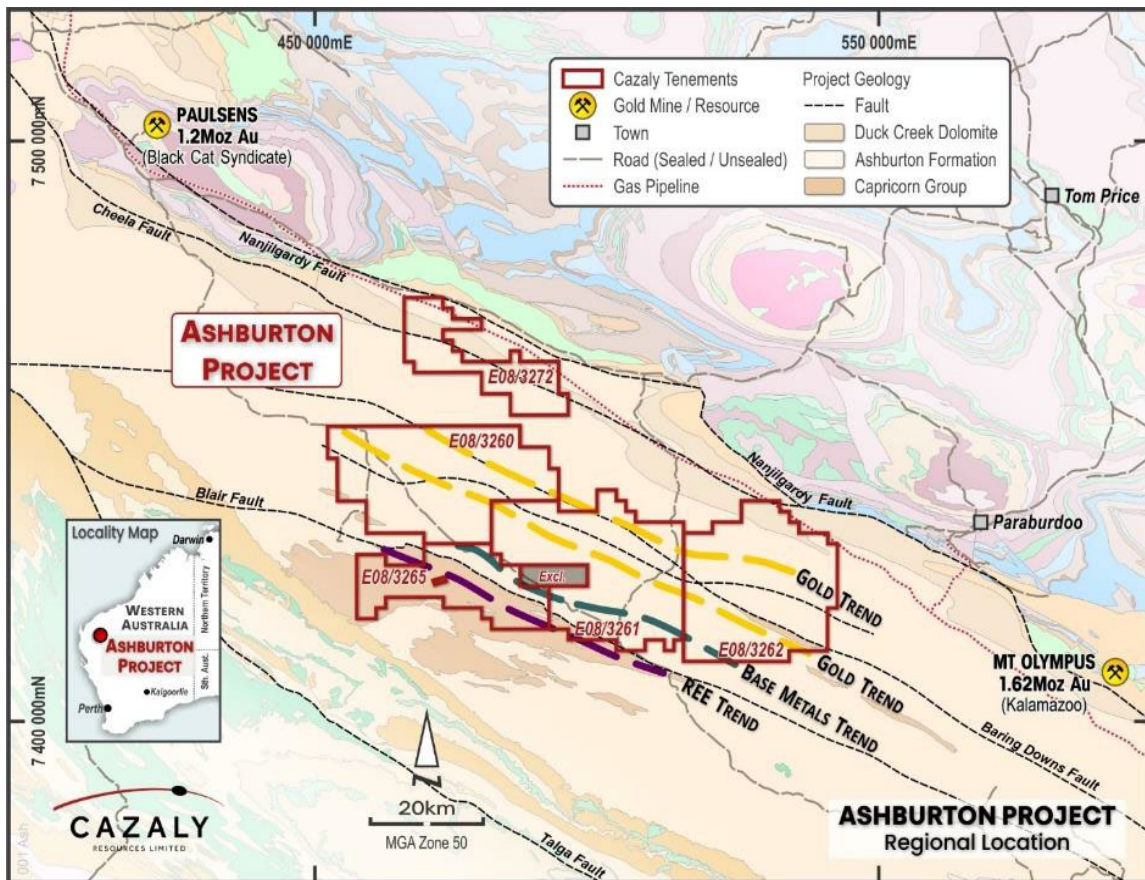 450 000mE
550 000mE
7 500 000mN
7 400 000mN
Cazaly Tenements
Gold Mine / Resource
Town
Road (Sealed / Unsealed)
Gas Pipeline
Project Geology
Fault
Duck Creek Dolomite
Ashburton Formation
Capricorn Group
PAULSENS
1.2Moz Au
(Black Cat Syndicate)
Tom Price
Cheela Fault
Nanjilgardy Fault
ASHBURTON
PROJECT
E08/3272
E08/3260
Nanjilgardy Fault
Blair Fault
Paraburdoo
Excl.
E08/3265
GOLD TREND
E08/3261
E08/3262
GOLD TREND
BASE METALS TREND
REE TREND
MT OLYMPUS
1.62Moz Au
(Kalamazoo)
Baring Downs Fault
Talga Fault
Locality Map
Darwin
WESTERN
AUSTRALIA
Northern Territory
ASHBURTON
PROJECT
Sth. Aust.
Kalgoorlie
Perth
N
20km
MGA Zone 50
CAZALY
RESOURCES LIMITED
001 Ash
ASHBURTON PROJECT
Regional Location